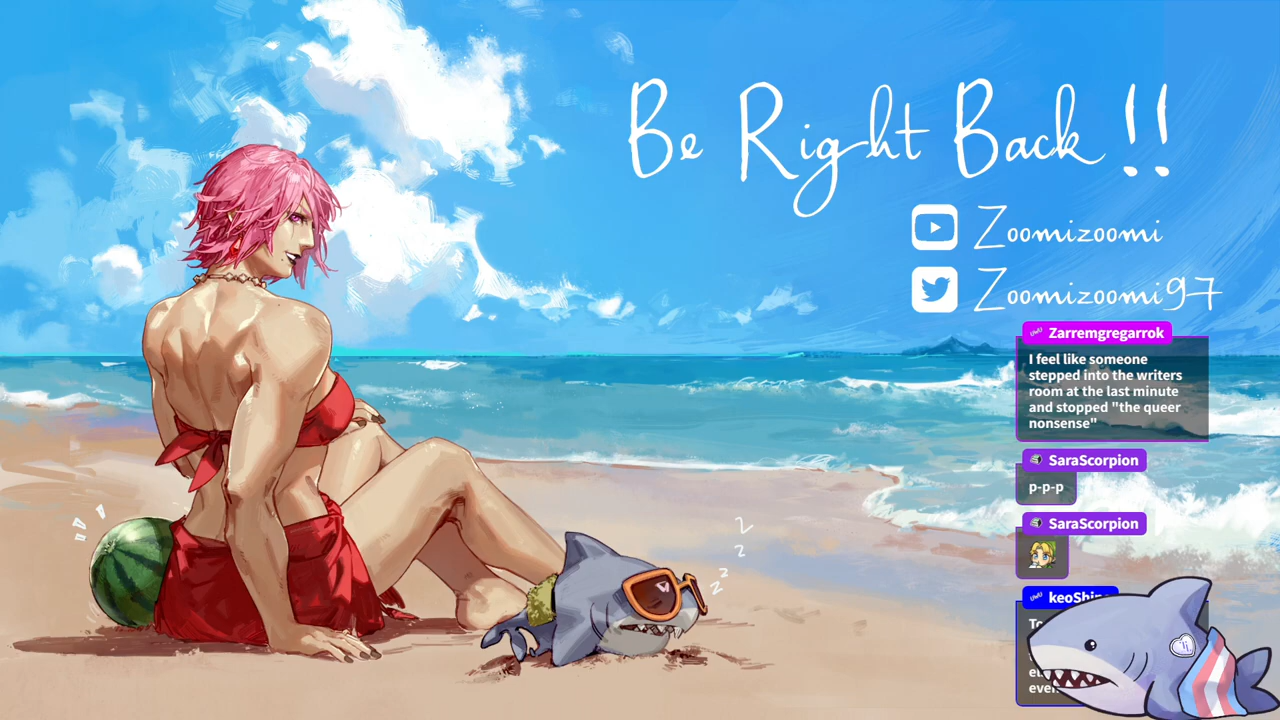 Be Right Back !!
Zoomizoomi
Zoomizoomi97
Zarremgregarrok
I feel like someone
stepped into the writers
room at the last minute
and stopped "the queer
nonsense"
SaraScorpion
p-p-p
SaraScorpion
z
z
z
z